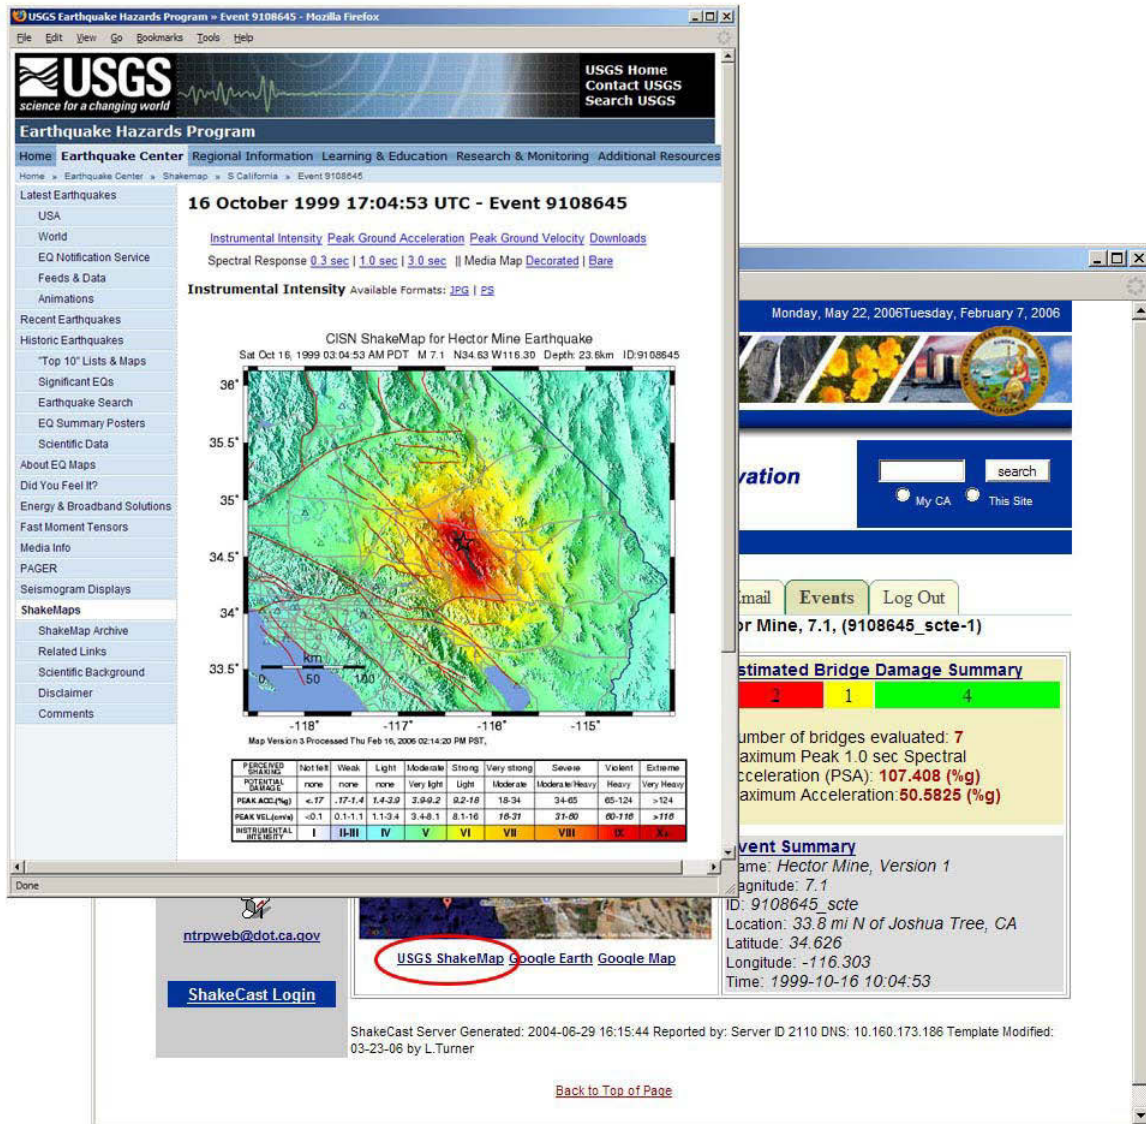 USGS Earthquake Hazards Program » Event 9108645 - Mozilla Firefox
File Edit View Go Bookmarks Tools Help
USGS
science for a changing world
USGS Home
Contact USGS
Search USGS
Earthquake Hazards Program
Home Earthquake Center Regional Information Learning & Education Research & Monitoring Additional Resources
Home » Earthquake Center » Shakemap » S California » Event 9108645
Latest Earthquakes
USA
World
EQ Notification Service
Feeds & Data
Animations
Recent Earthquakes
Historic Earthquakes
"Top 10" Lists & Maps
Significant EQs
Earthquake Search
EQ Summary Posters
Scientific Data
About EQ Maps
Did You Feel It?
Energy & Broadband Solutions
Fast Moment Tensors
Media Info
PAGER
Seismogram Displays
ShakeMaps
ShakeMap Archive
Related Links
Scientific Background
Disclaimer
Comments
16 October 1999 17:04:53 UTC - Event 9108645
Instrumental Intensity Peak Ground Acceleration Peak Ground Velocity Downloads
Spectral Response 0.3 sec | 1.0 sec | 3.0 sec || Media Map Decorated | Bare
Instrumental Intensity Available Formats: JPG | PS
CISN ShakeMap for Hector Mine Earthquake
Sat Oct 16, 1999 03:04:53 AM PDT M 7.1 N34.63 W116.30 Depth: 23.6km ID:9108645
36°
35.5°
35°
34.5°
34°
33.5°
km
0 50 100
-118° -117° -116° -115°
Map Version 3 Processed Thu Feb 16, 2006 02:14:20 PM PST,
PERCEIVED SHAKING Not felt Weak Light Moderate Strong Very strong Severe Violent Extreme
POTENTIAL DAMAGE none none none Very light Light Moderate Moderate/Heavy Heavy Very Heavy
PEAK ACC.(%g) <.17 .17-1.4 1.4-3.9 3.9-9.2 9.2-18 18-34 34-65 65-124 >124
PEAK VEL.(cm/s) <0.1 0.1-1.1 1.1-3.4 3.4-8.1 8.1-16 16-31 31-60 60-116 >116
INSTRUMENTAL INTENSITY I II-III IV V VI VII VIII IX X+
Done
Monday, May 22, 2006Tuesday, February 7, 2006
SEAL OF THE
CALIFORNIA
vation
search
My CA This Site
mail Events Log Out
or Mine, 7.1, (9108645_scte-1)
stimated Bridge Damage Summary
2 1 4
umber of bridges evaluated: 7
aximum Peak 1.0 sec Spectral
cceleration (PSA): 107.408 (%g)
aximum Acceleration:50.5825 (%g)
vent Summary
ame: Hector Mine, Version 1
agnitude: 7.1
ID: 9108645_scte
Location: 33.8 mi N of Joshua Tree, CA
Latitude: 34.626
Longitude: -116.303
Time: 1999-10-16 10:04:53
ntrpweb@dot.ca.gov
ShakeCast Login
USGS ShakeMap Google Earth Google Map
ShakeCast Server Generated: 2004-06-29 16:15:44 Reported by: Server ID 2110 DNS: 10.160.173.186 Template Modified:
03-23-06 by L.Turner
Back to Top of Page